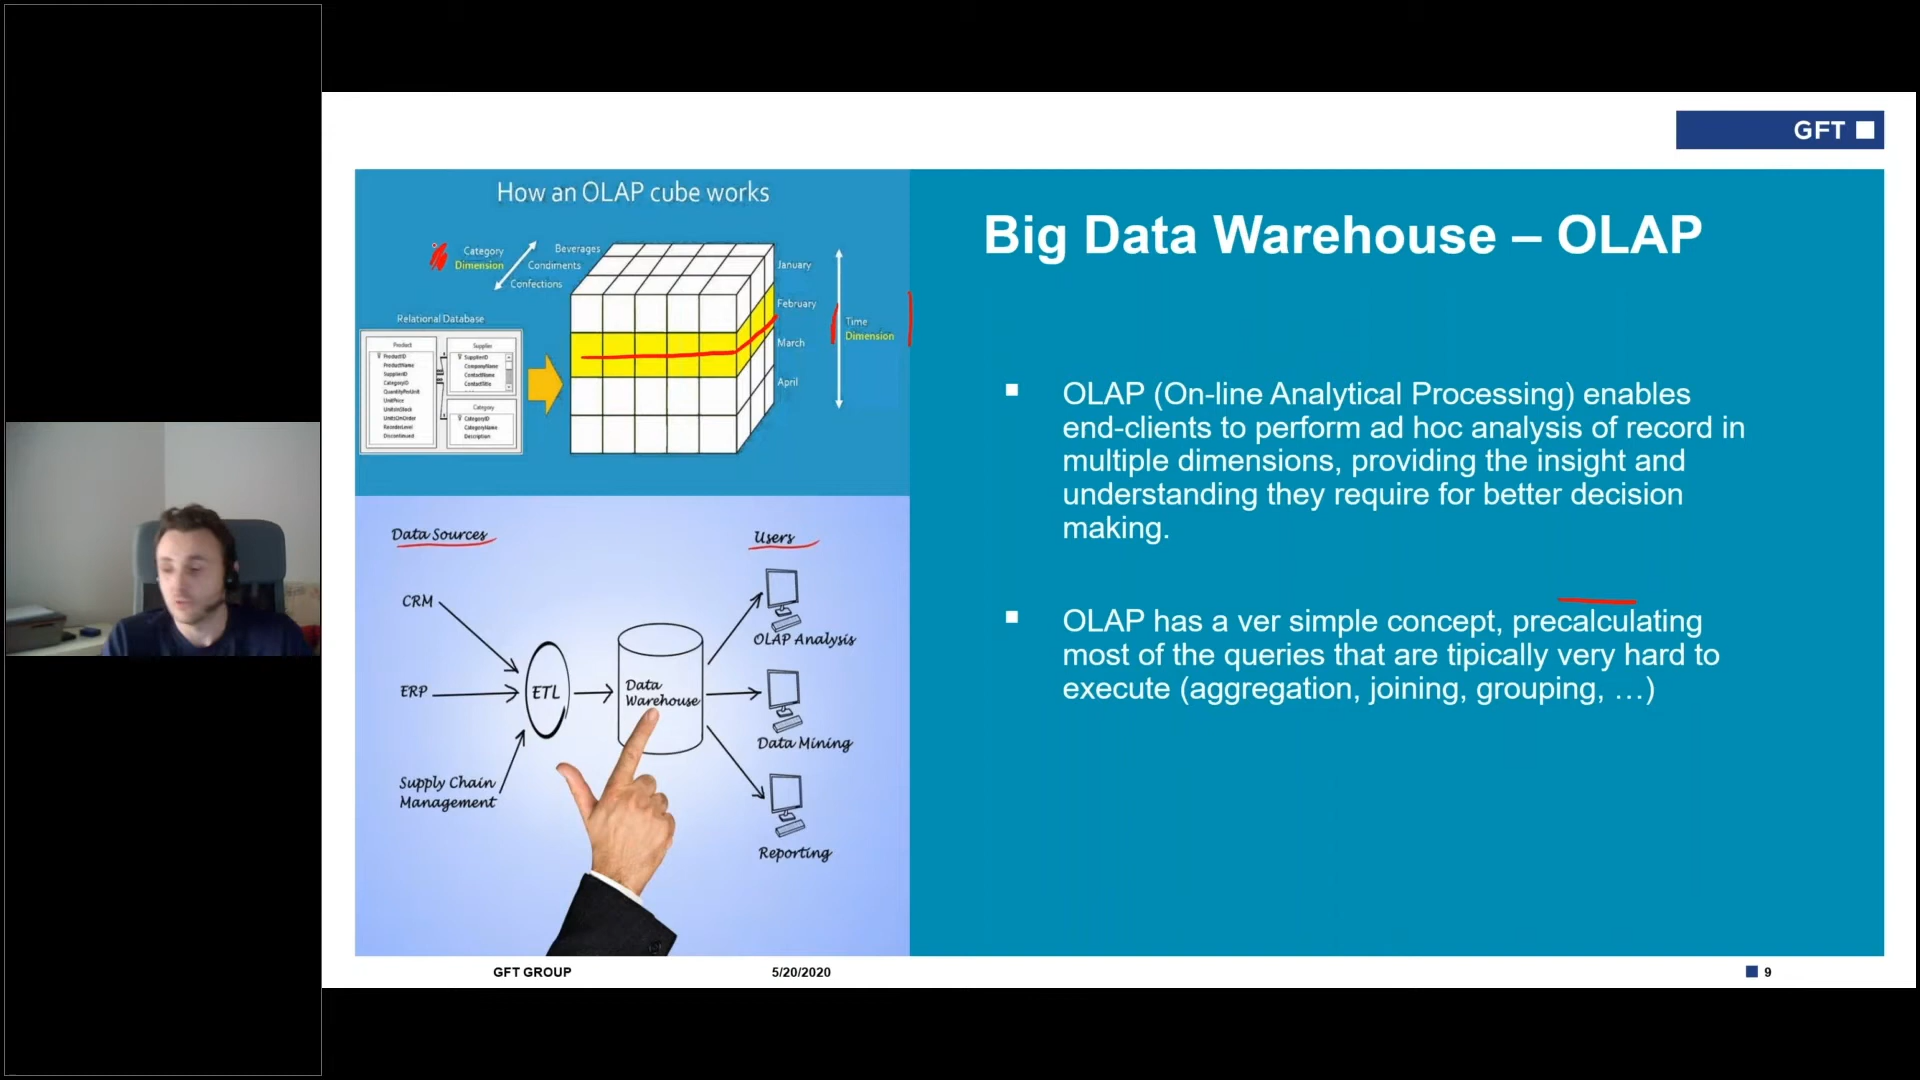 GFT
How an OLAP cube works
Category
Dimension
Beverages
Condiments
Confections
January
February
March
April
Time
Dimension
Relational Database
Product
ProductID
ProductName
SupplierID
CategoryID
QuantityPerUnit
UnitPrice
UnitsInStock
UnitsOnOrder
ReorderLevel
Discontinued
Supplier
SupplierID
CompanyName
ContactName
ContactTitle
Category
CategoryID
CategoryName
Description
Data Sources
Users
CRM
ERP
Supply Chain
Management
ETL
Data
Warehouse
OLAP Analysis
Data Mining
Reporting
Big Data Warehouse – OLAP
OLAP (On-line Analytical Processing) enables
end-clients to perform ad hoc analysis of record in
multiple dimensions, providing the insight and
understanding they require for better decision
making.
OLAP has a ver simple concept, precalculating
most of the queries that are tipically very hard to
execute (aggregation, joining, grouping, …)
GFT GROUP
5/20/2020
9